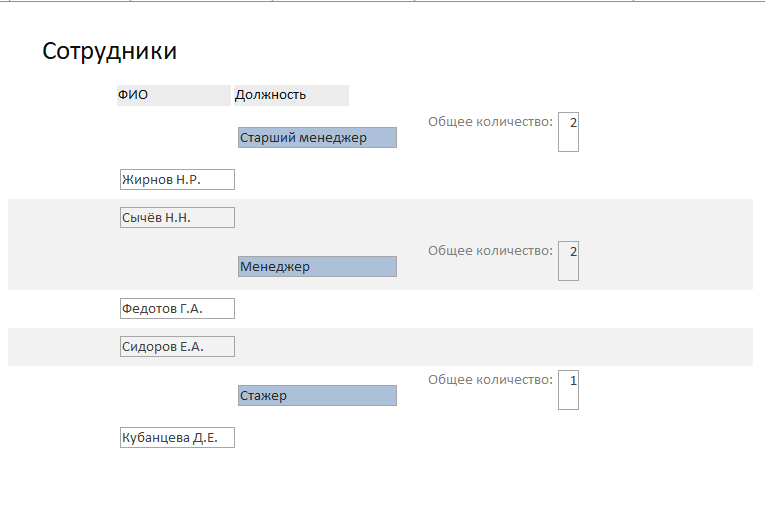 Сотрудники
ФИО Должность
Общее количество: 2
Старший менеджер
Жирнов Н.Р.
Сычёв Н.Н.
Общее количество: 2
Менеджер
Федотов Г.А.
Сидоров Е.А.
Общее количество: 1
Стажер
Кубанцева Д.Е.